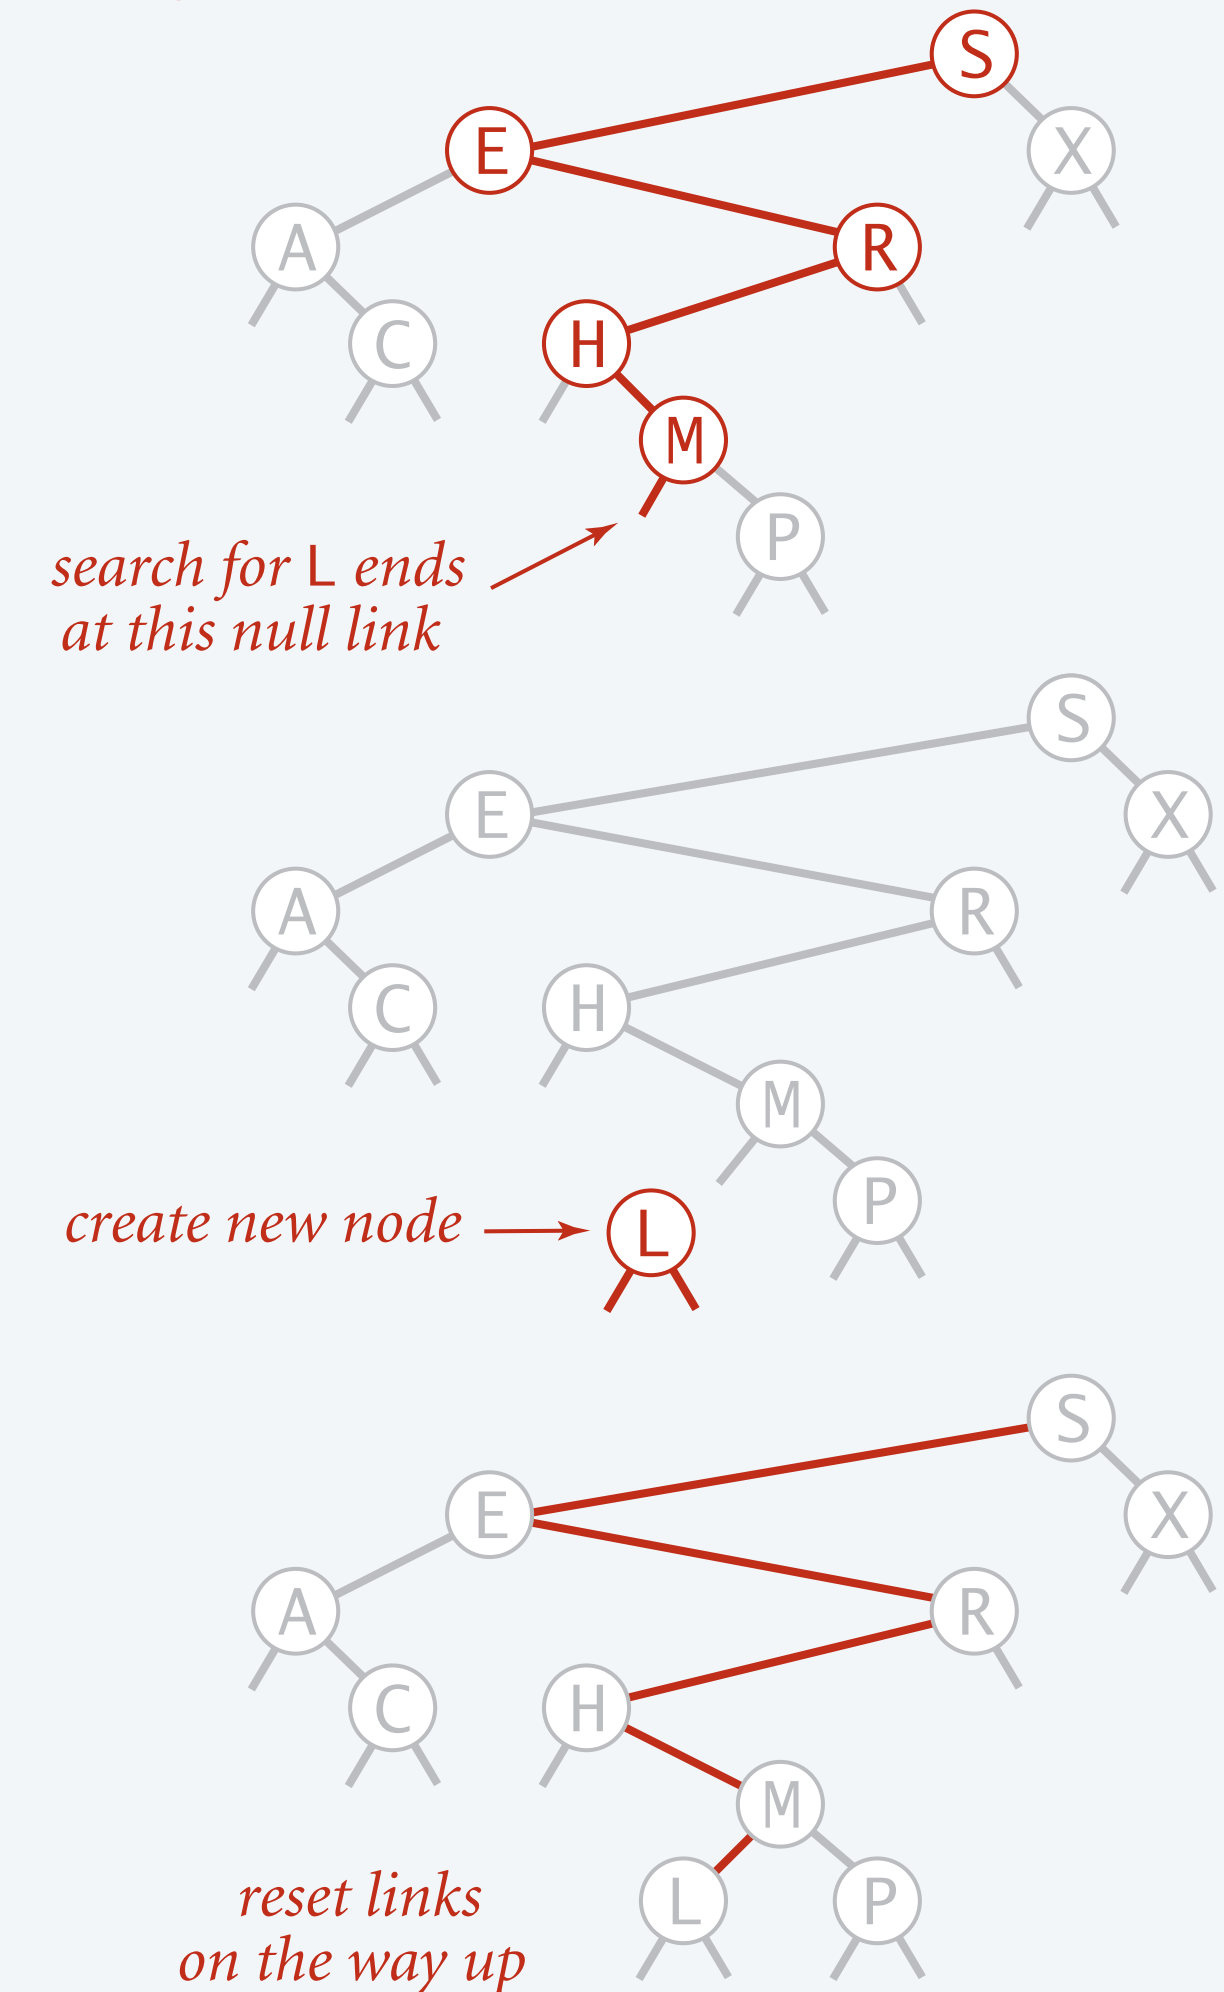 S
E
X
A
R
C
H
M
P
search for L ends
at this null link
S
E
X
A
R
C
H
M
P
create new node
L
S
E
X
A
R
C
H
M
L
P
reset links
on the way up